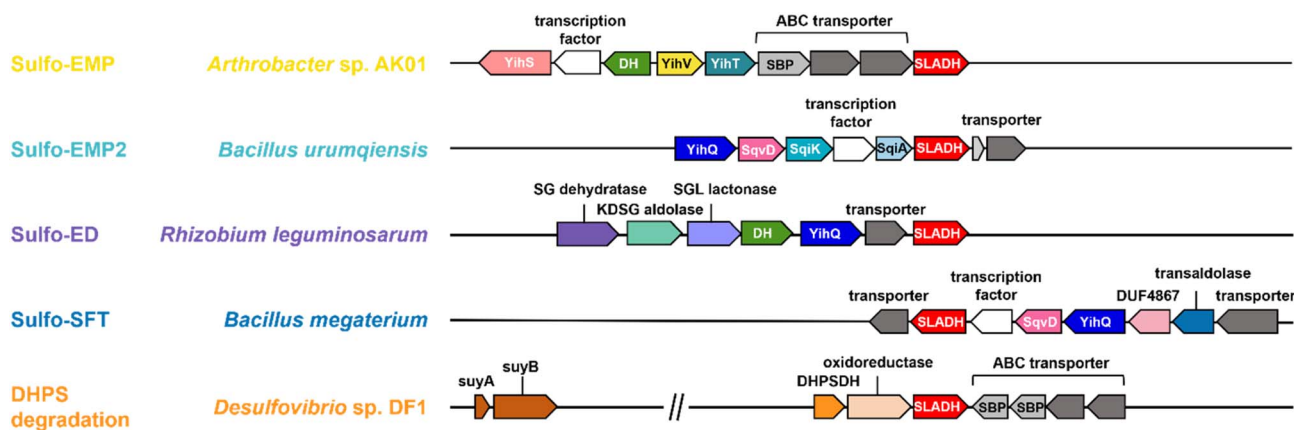 transcription
factor
ABC transporter
Sulfo-EMP
Arthrobacter sp. AK01
YihS
DH
YihV
YihT
SBP
SLADH
transcription
factor
transporter
Sulfo-EMP2
Bacillus urumqiensis
YihQ
SqvD
SqiK
SqiA
SLADH
SG dehydratase
SGL lactonase
KDSG aldolase
transporter
Sulfo-ED
Rhizobium leguminosarum
DH
YihQ
SLADH
transporter
transcription
factor
transaldolase
DUF4867
transporter
Sulfo-SFT
Bacillus megaterium
SLADH
SqvD
YihQ
suyA
suyB
oxidoreductase
DHPSDH
ABC transporter
DHPS
degradation
Desulfovibrio sp. DF1
//
SLADH
SBP
SBP